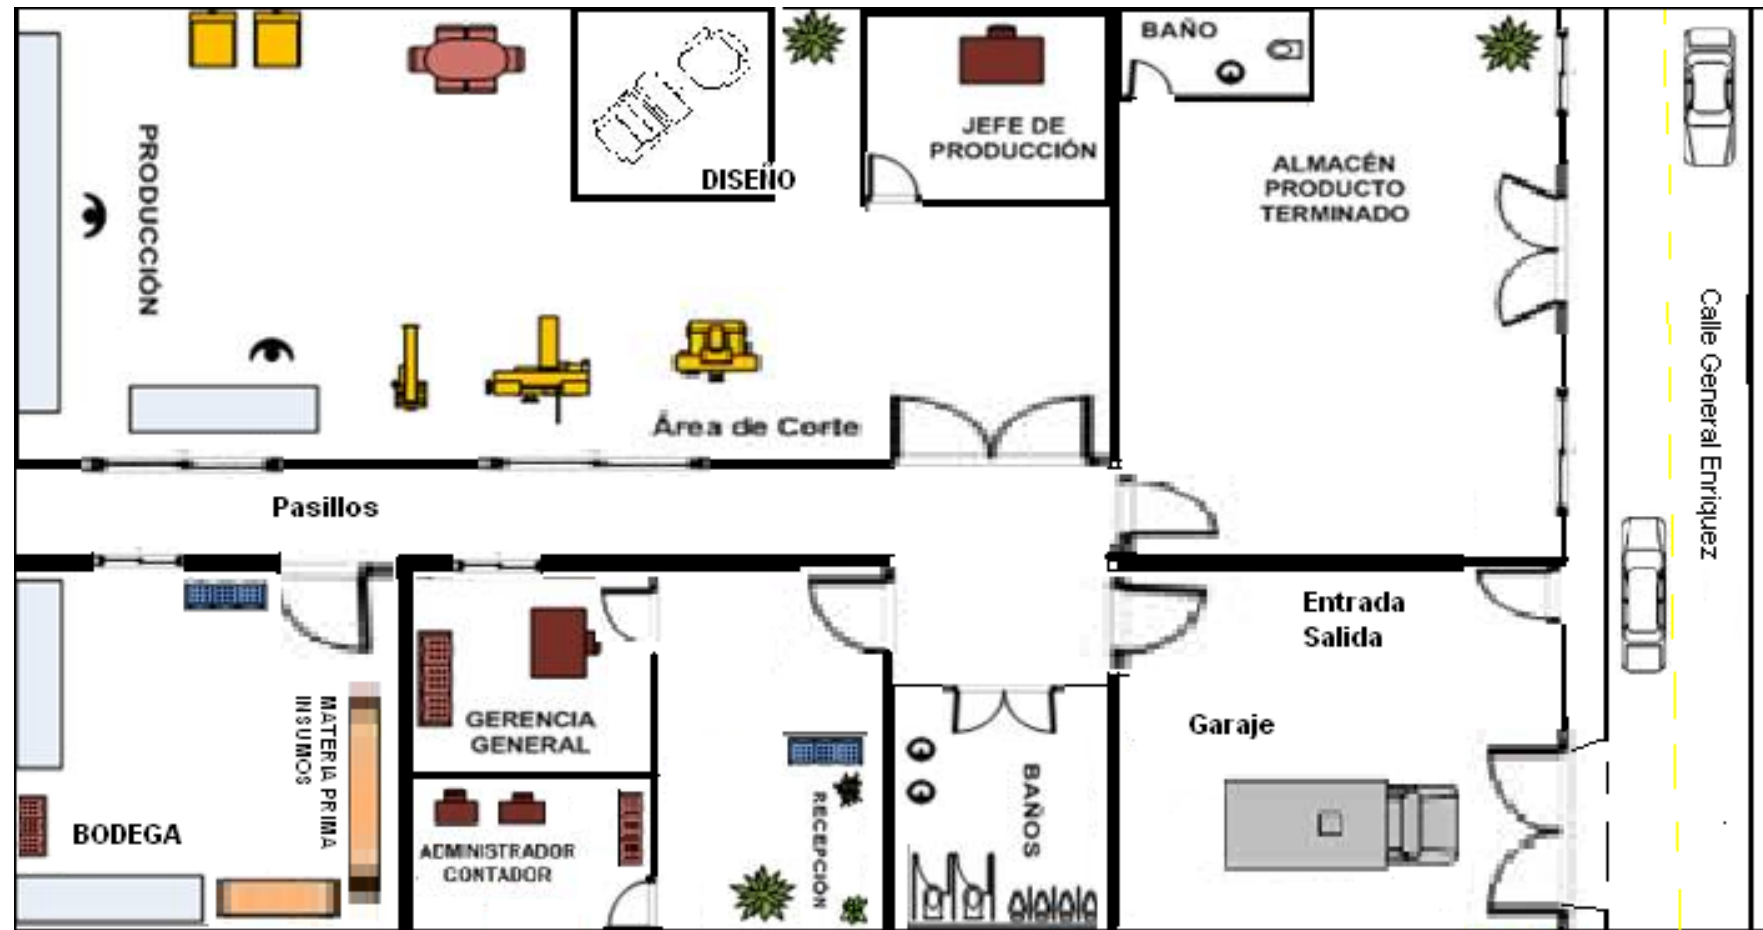 BAÑO
PRODUCCIÓN
DISEÑO
JEFE DE
PRODUCCIÓN
ALMACÉN
PRODUCTO
TERMINADO
Área de Corte
Calle General Enriquez
Pasillos
Entrada
Salida
MATERIA PRIMA
INSUMOS
GERENCIA
GENERAL
Garaje
BODEGA
ADMINISTRADOR
CONTADOR
RECEPCIÓN
BAÑOS